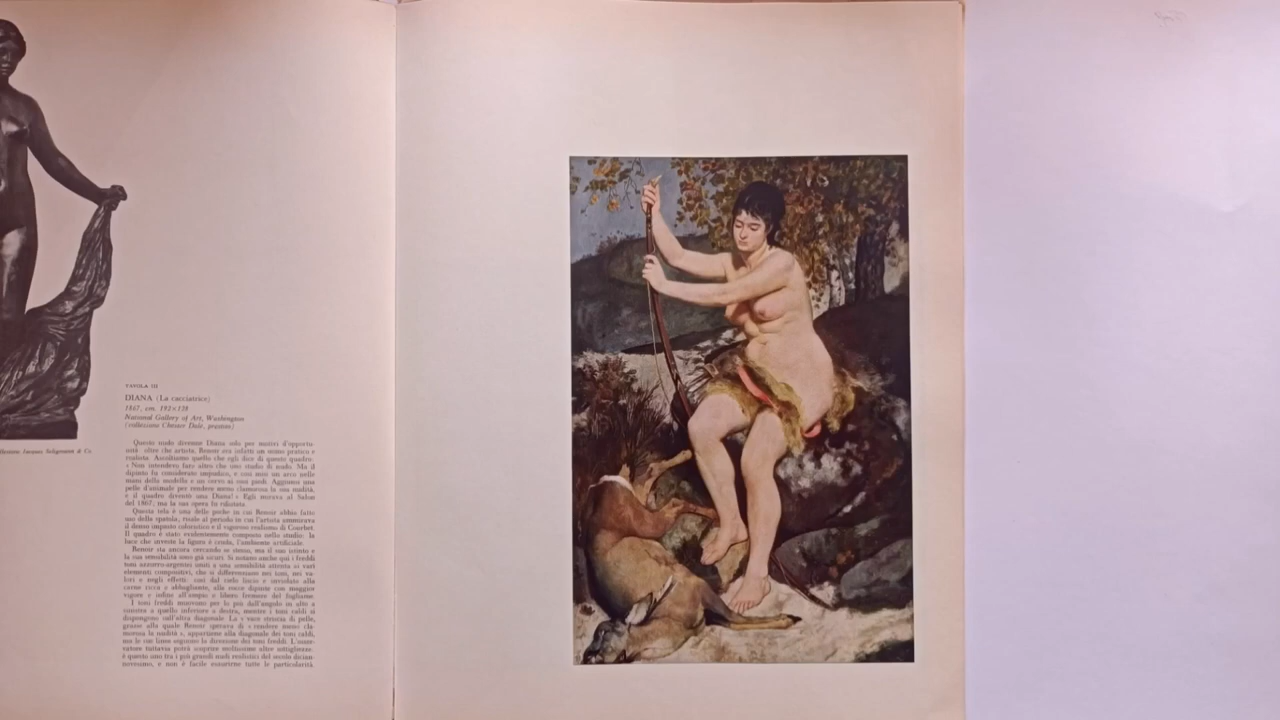 Jacques Seligmann & Co.
TAVOLA III
DIANA (La cacciatrice)
1867, cm. 192×128
National Gallery of Art, Washington
(collezione Chester Dale, prestito)
Questo nudo divenne Diana solo per motivi d'opportu-
nità: oltre che artista, Renoir era infatti un uomo pratico e
realista. Ascoltiamo quello che egli dice di questo quadro:
« Non intendevo fare altro che uno studio di nudo. Ma il
dipinto fu considerato impudico, e così misi un arco nelle
mani della modella e un cervo ai suoi piedi. Aggiunsi una
pelle d'animale per rendere meno clamorosa la sua nudità,
e il quadro diventò una Diana! » Egli mirava al Salon
del 1867; ma la sua opera fu rifiutata.
Questa tela è una delle poche in cui Renoir abbia fatto
uso della spatola, risale al periodo in cui l'artista ammirava
il denso impasto coloristico e il vigoroso realismo di Courbet.
Il quadro è stato evidentemente composto nello studio: la
luce che investe la figura è cruda, l'ambiente artificiale.
Renoir sta ancora cercando se stesso, ma il suo istinto e
la sua sensibilità sono già sicuri. Si notano anche qui i freddi
toni azzurro-argentei uniti a una sensibilità attenta ai vari
elementi compositivi, che si differenziano nei toni, nei va-
lori e negli effetti: così dal cielo liscio e involuto alla
carne ricca e abbagliante, alle rocce dipinte con maggior
vigore e infine all'ampio e libero fremere del fogliame.
I toni freddi muovono per lo più dall'angolo in alto a
sinistra a quello inferiore a destra, mentre i toni caldi si
dispongono sull'altra diagonale. La « vace striscia di pelle,
grazie alla quale Renoir sperava di « rendere meno cla-
morosa la nudità », appartiene alla diagonale dei toni caldi,
ma le sue linee seguono la direzione dei toni freddi. L'osser-
vatore tuttavia potrà scoprire moltissime altre sottigliezze:
è questo uno tra i più grandi nudi realistici del secolo dician-
novesimo, e non è facile esaurirne tutte le particolarità.